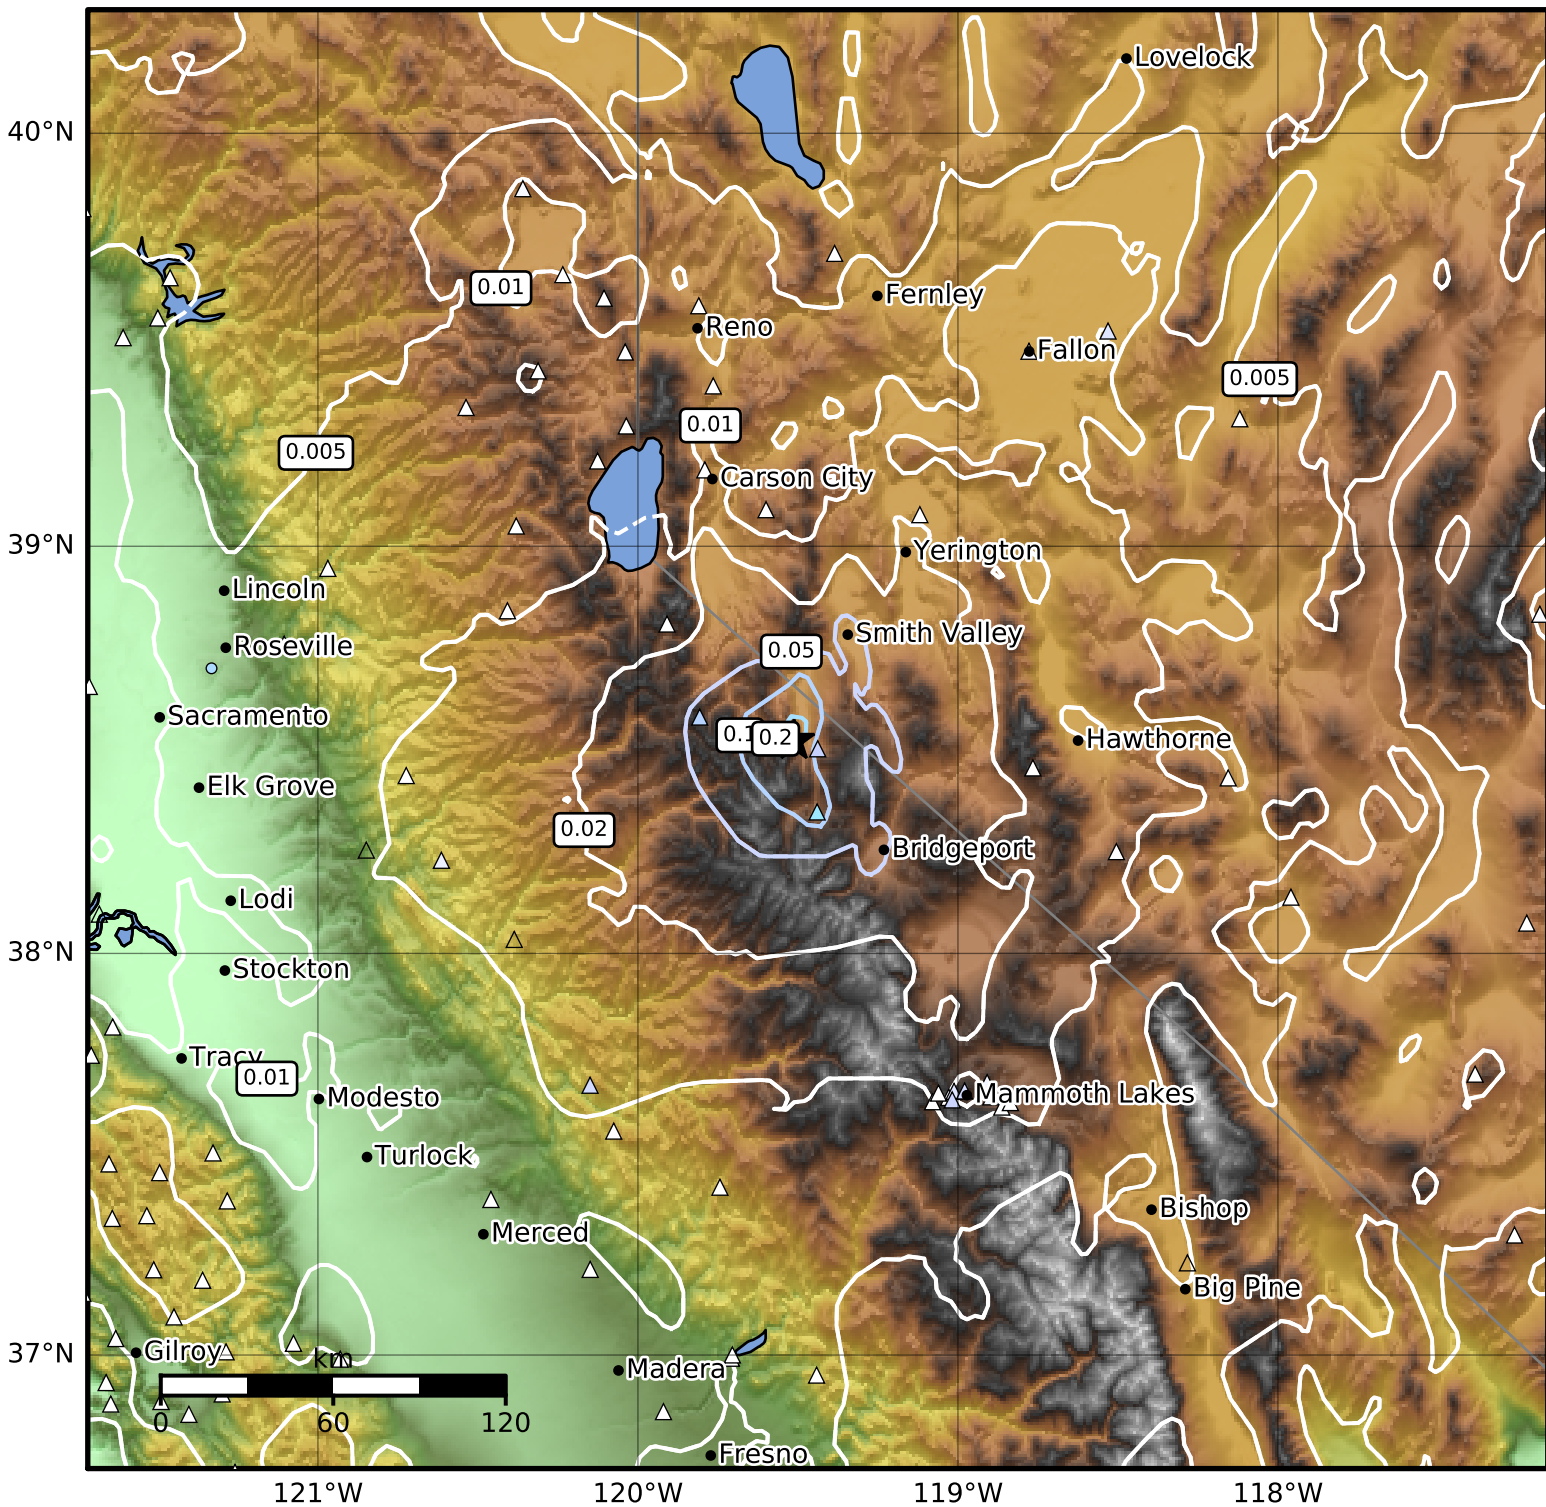 Lovelock
40°N
0.01
Fernley
Reno
Fallon
0.005
0.01
0.005
Carson City
39°N
Yerington
Lincoln
Smith Valley
Roseville
0.05
Sacramento
0.2
Hawthorne
Elk Grove
0.02
Bridgeport
Lodi
38°N
Stockton
Tracy
0.01
Mammoth Lakes
Modesto
Turlock
Bishop
Merced
Big Pine
37°N
Gilroy
km
Madera
0 60 120
Fresno
121°W 120°W 119°W 118°W